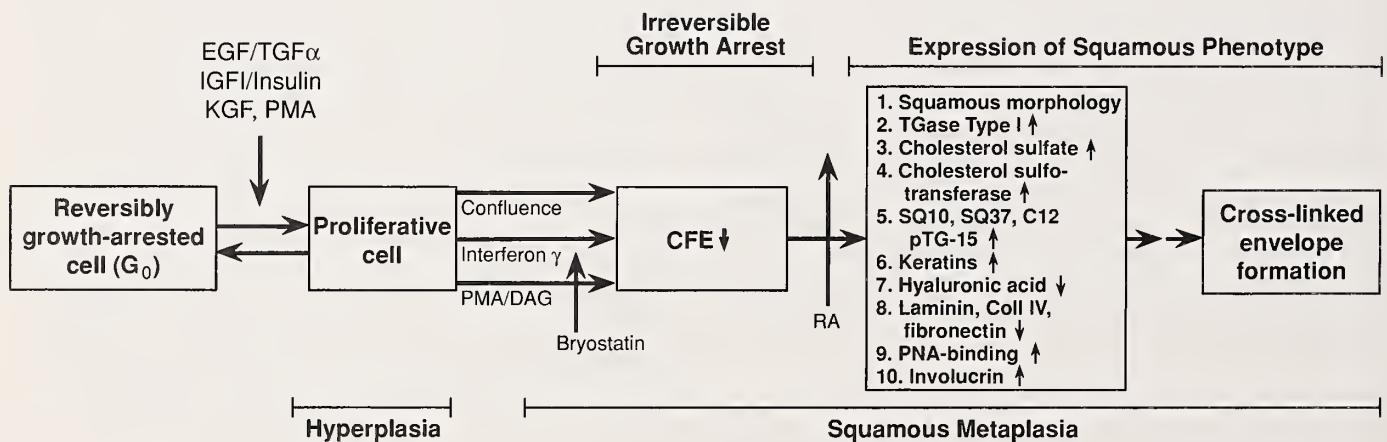 Irreversible
Growth Arrest
Expression of Squamous Phenotype
EGF/TGFα
IGFI/Insulin
KGF, PMA
Reversibly
growth-arrested
cell (G₀)
Proliferative
cell
Confluence
Interferon γ
PMA/DAG
Bryostatin
CFE ↓
RA
1. Squamous morphology
2. TGase Type I ↑
3. Cholesterol sulfate ↑
4. Cholesterol sulfo-
transferase ↑
5. SQ10, SQ37, C12
pTG-15 ↑
6. Keratins ↑
7. Hyaluronic acid ↓
8. Laminin, Coll IV,
fibronectin ↓
9. PNA-binding ↑
10. Involucrin ↑
Cross-linked
envelope
formation
Hyperplasia
Squamous Metaplasia